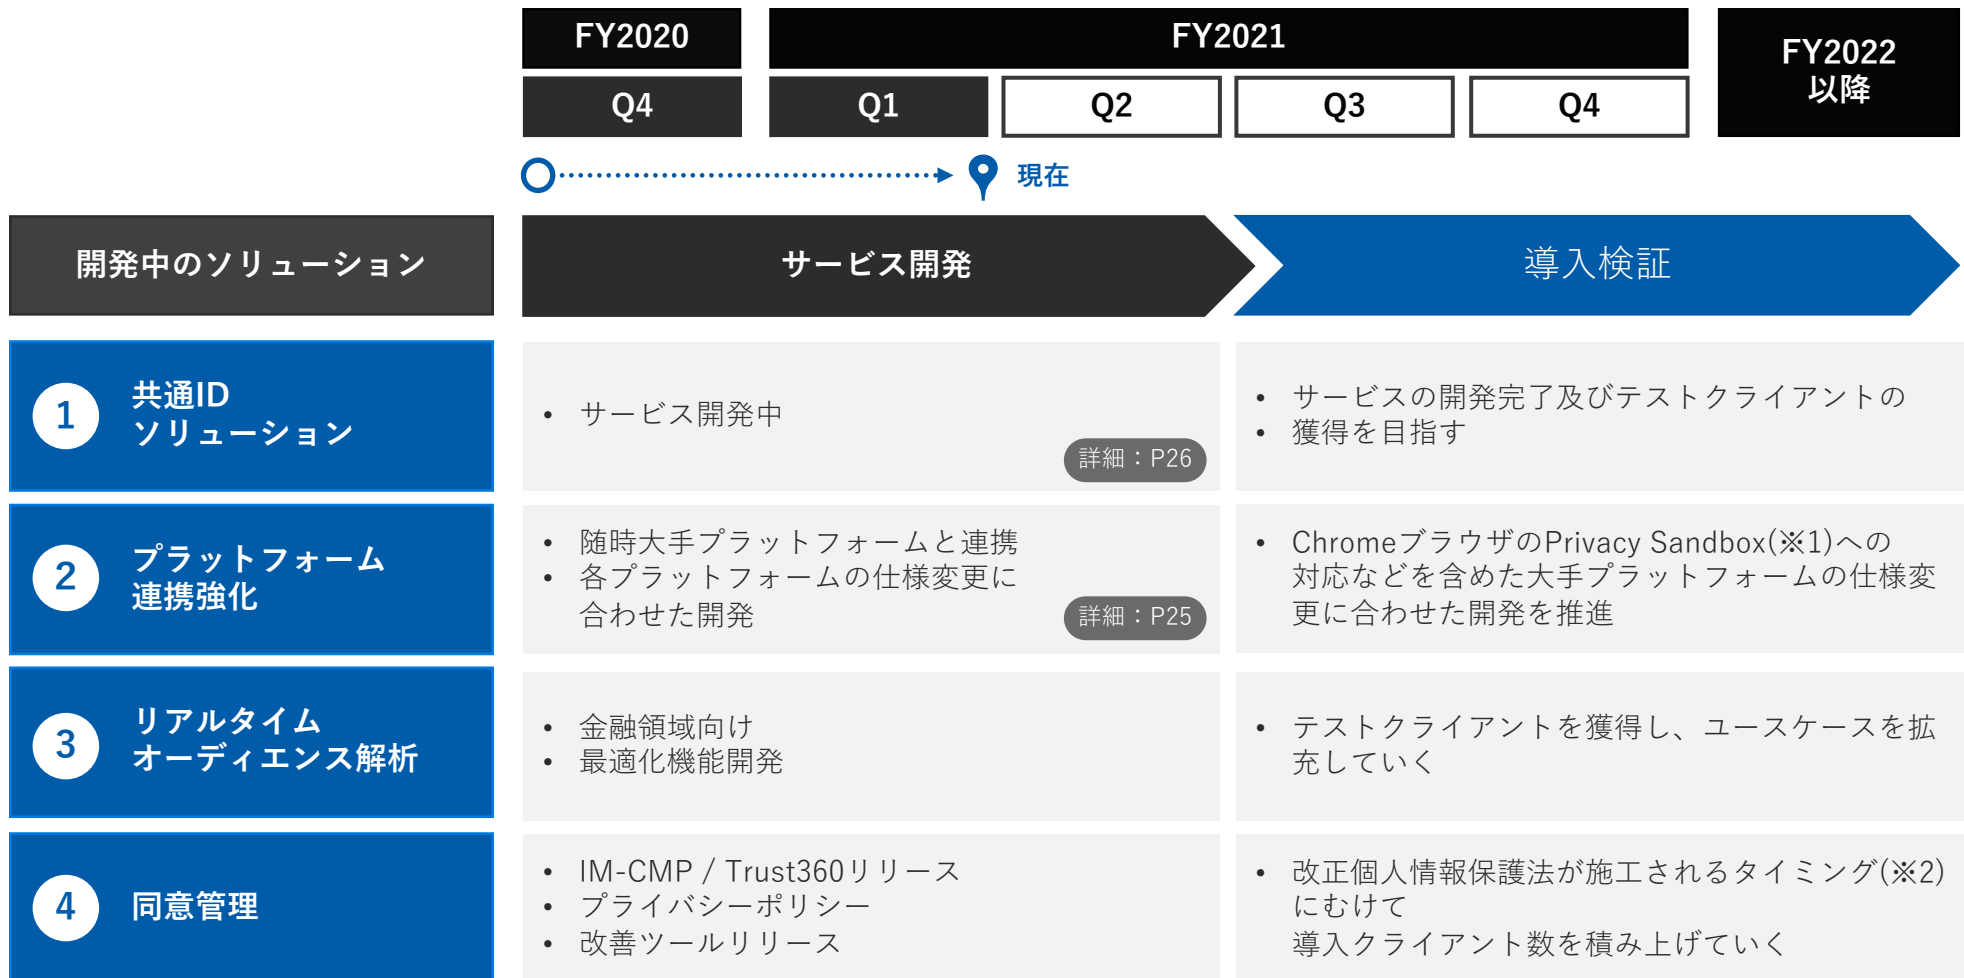 FY2020
FY2021
FY2022
以降
Q4
Q1
Q2
Q3
Q4
現在
開発中のソリューション
サービス開発
導入検証
1
共通ID
ソリューション
• サービス開発中
詳細：P26
• サービスの開発完了及びテストクライアントの
• 獲得を目指す
2
プラットフォーム
連携強化
• 随時大手プラットフォームと連携
• 各プラットフォームの仕様変更に
合わせた開発
詳細：P25
• ChromeブラウザのPrivacy Sandbox(※1)への
対応などを含めた大手プラットフォームの仕様変
更に合わせた開発を推進
3
リアルタイム
オーディエンス解析
• 金融領域向け
• 最適化機能開発
• テストクライアントを獲得し、ユースケースを拡
充していく
4
同意管理
• IM-CMP / Trust360リリース
• プライバシーポリシー
• 改善ツールリリース
• 改正個人情報保護法が施工されるタイミング(※2)
にむけて
導入クライアント数を積み上げていく